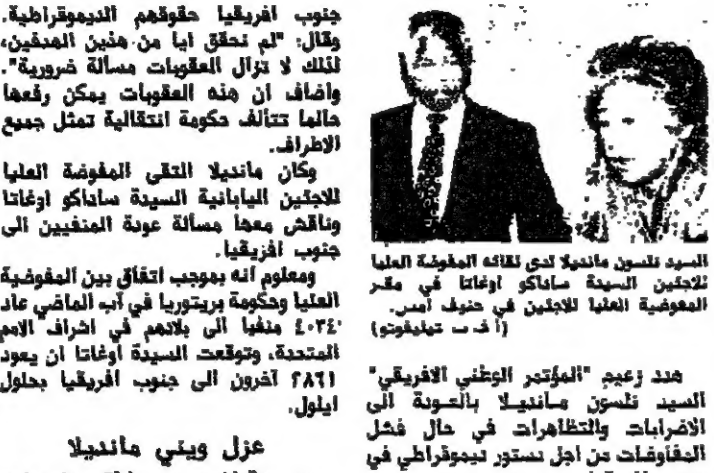 السيد نلسون مانديلا لدى لقائه المفوضة العليا
للاجئين السيدة ساداكو اوغاتا في مقر
المفوضية العليا للاجئين في جنيف أمس.
(أ ف ب تيليفوتو)
هدد زعيم "المؤتمر الوطني الافريقي"
السيد نلسون مانديلا بالعودة الى
الاضرابات والتظاهرات في حال فشل
المفاوضات من اجل دستور ديموقراطي في
جنوب افريقيا حقوقهم الديموقراطية.
وقال: "لم نحقق أياً من هذين الهدفين،
لذلك لا تزال العقوبات مسألة ضرورية".
واضاف ان هذه العقوبات يمكن رفعها
حالما تتألف حكومة انتقالية تمثل جميع
الاطراف.
وكان مانديلا التقى المفوضة العليا
للاجئين اليابانية السيدة ساداكو اوغاتا
وناقش معها مسألة عودة المنفيين الى
جنوب افريقيا.
ومعلوم أنه بموجب اتفاق بين المفوضية
العليا وحكومة بريتوريا في آب الماضي عاد
٤٠٣٤ منفيا الى بلادهم في اشراف الامم
المتحدة، وتوقعت السيدة أوغاتا ان يعود
٢٨٦١ آخرون الى جنوب افريقيا بحلول
ايلول.
عزل ويني مانديلا